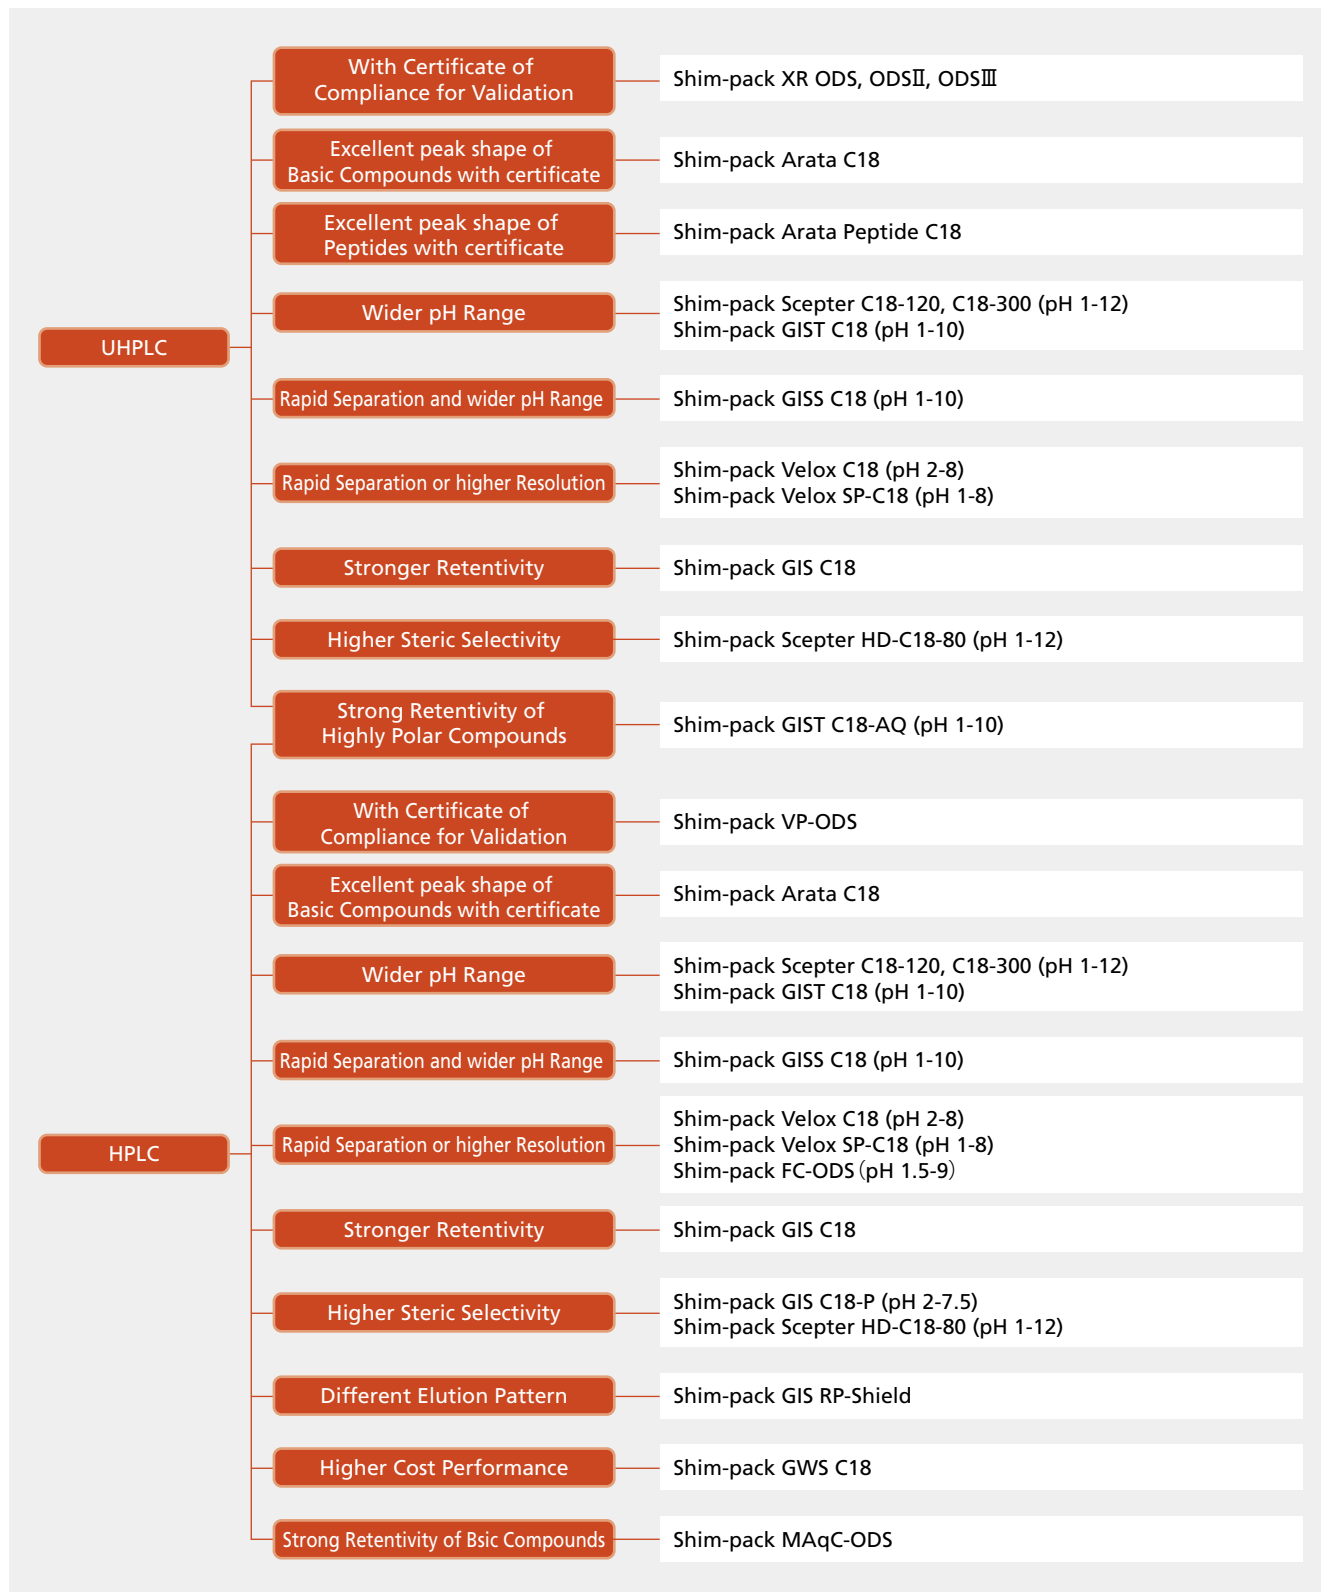 With Certificate of
Compliance for Validation
Shim-pack XR ODS, ODSⅡ, ODSⅢ
Excellent peak shape of
Basic Compounds with certificate
Shim-pack Arata C18
Excellent peak shape of
Peptides with certificate
Shim-pack Arata Peptide C18
Wider pH Range
Shim-pack Scepter C18-120, C18-300 (pH 1-12)
Shim-pack GIST C18 (pH 1-10)
UHPLC
Rapid Separation and wider pH Range
Shim-pack GISS C18 (pH 1-10)
Rapid Separation or higher Resolution
Shim-pack Velox C18 (pH 2-8)
Shim-pack Velox SP-C18 (pH 1-8)
Stronger Retentivity
Shim-pack GIS C18
Higher Steric Selectivity
Shim-pack Scepter HD-C18-80 (pH 1-12)
Strong Retentivity of
Highly Polar Compounds
Shim-pack GIST C18-AQ (pH 1-10)
With Certificate of
Compliance for Validation
Shim-pack VP-ODS
Excellent peak shape of
Basic Compounds with certificate
Shim-pack Arata C18
Wider pH Range
Shim-pack Scepter C18-120, C18-300 (pH 1-12)
Shim-pack GIST C18 (pH 1-10)
Rapid Separation and wider pH Range
Shim-pack GISS C18 (pH 1-10)
HPLC
Rapid Separation or higher Resolution
Shim-pack Velox C18 (pH 2-8)
Shim-pack Velox SP-C18 (pH 1-8)
Shim-pack FC-ODS（pH 1.5-9）
Stronger Retentivity
Shim-pack GIS C18
Higher Steric Selectivity
Shim-pack GIS C18-P (pH 2-7.5)
Shim-pack Scepter HD-C18-80 (pH 1-12)
Different Elution Pattern
Shim-pack GIS RP-Shield
Higher Cost Performance
Shim-pack GWS C18
Strong Retentivity of Bsic Compounds
Shim-pack MAqC-ODS